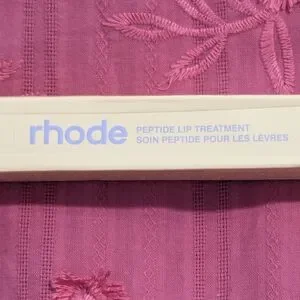 rhode
PEPTIDE LIP TREATMENT
SOIN PEPTIDE POUR LES LÈVRES